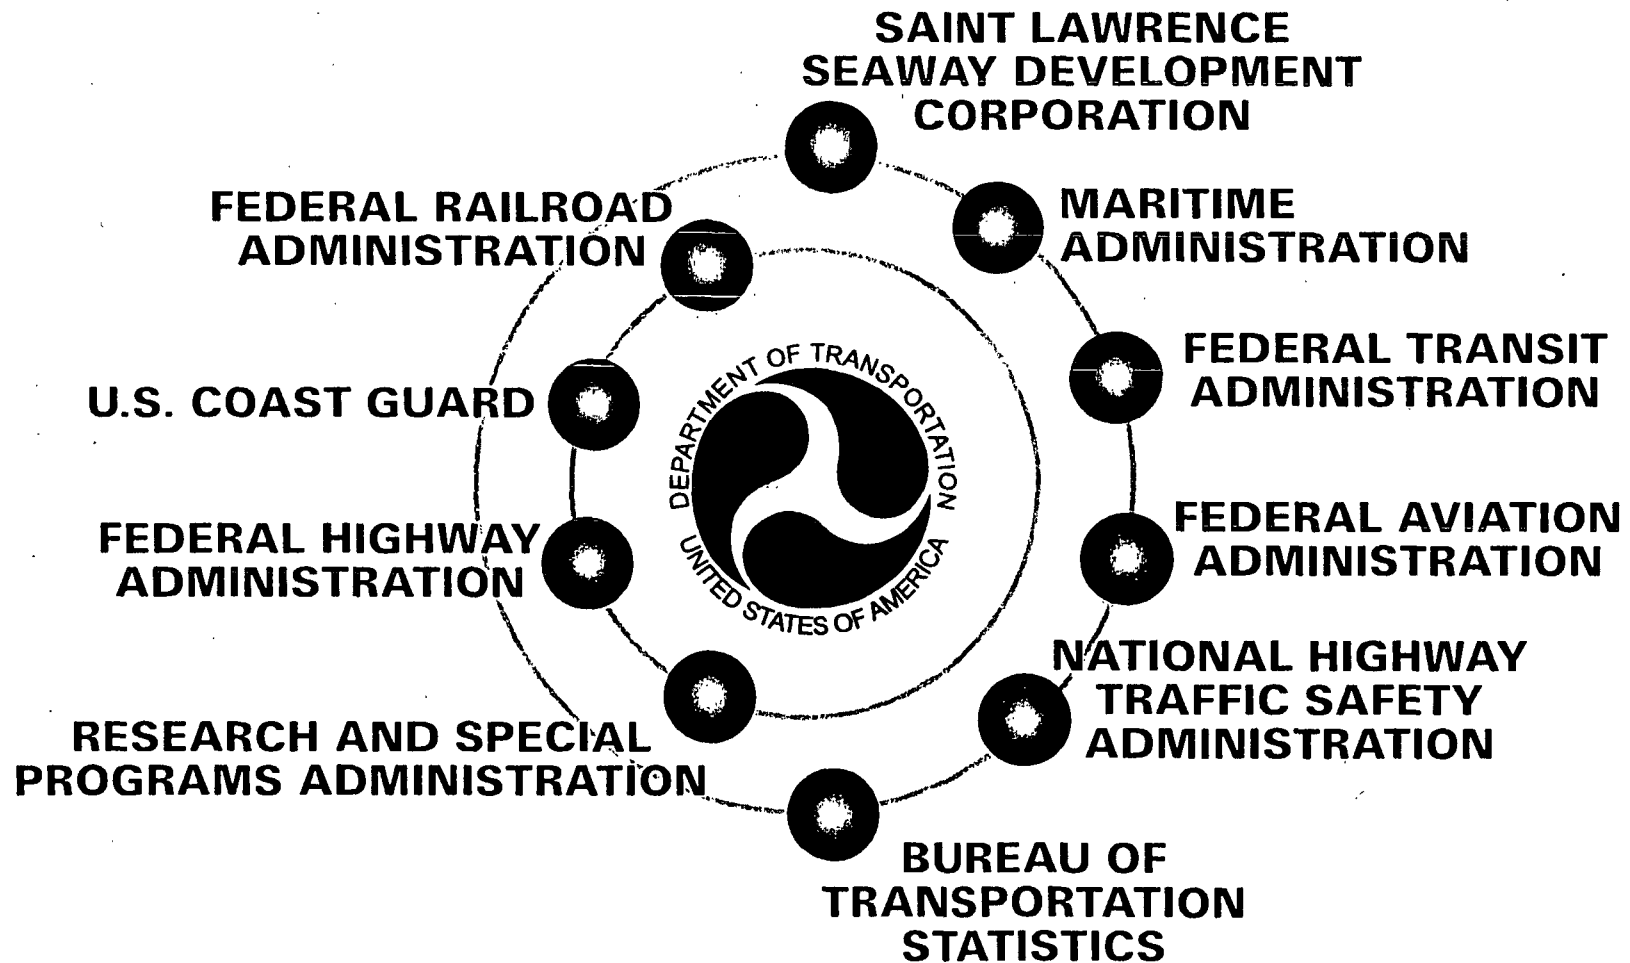 SAINT LAWRENCE
SEAWAY DEVELOPMENT
CORPORATION
FEDERAL RAILROAD
ADMINISTRATION
MARITIME
ADMINISTRATION
U.S. COAST GUARD
FEDERAL TRANSIT
ADMINISTRATION
DEPARTMENT OF TRANSPORTATION
UNITED STATES OF AMERICA
FEDERAL HIGHWAY
ADMINISTRATION
FEDERAL AVIATION
ADMINISTRATION
NATIONAL HIGHWAY
TRAFFIC SAFETY
ADMINISTRATION
RESEARCH AND SPECIAL
PROGRAMS ADMINISTRATION
BUREAU OF
TRANSPORTATION
STATISTICS